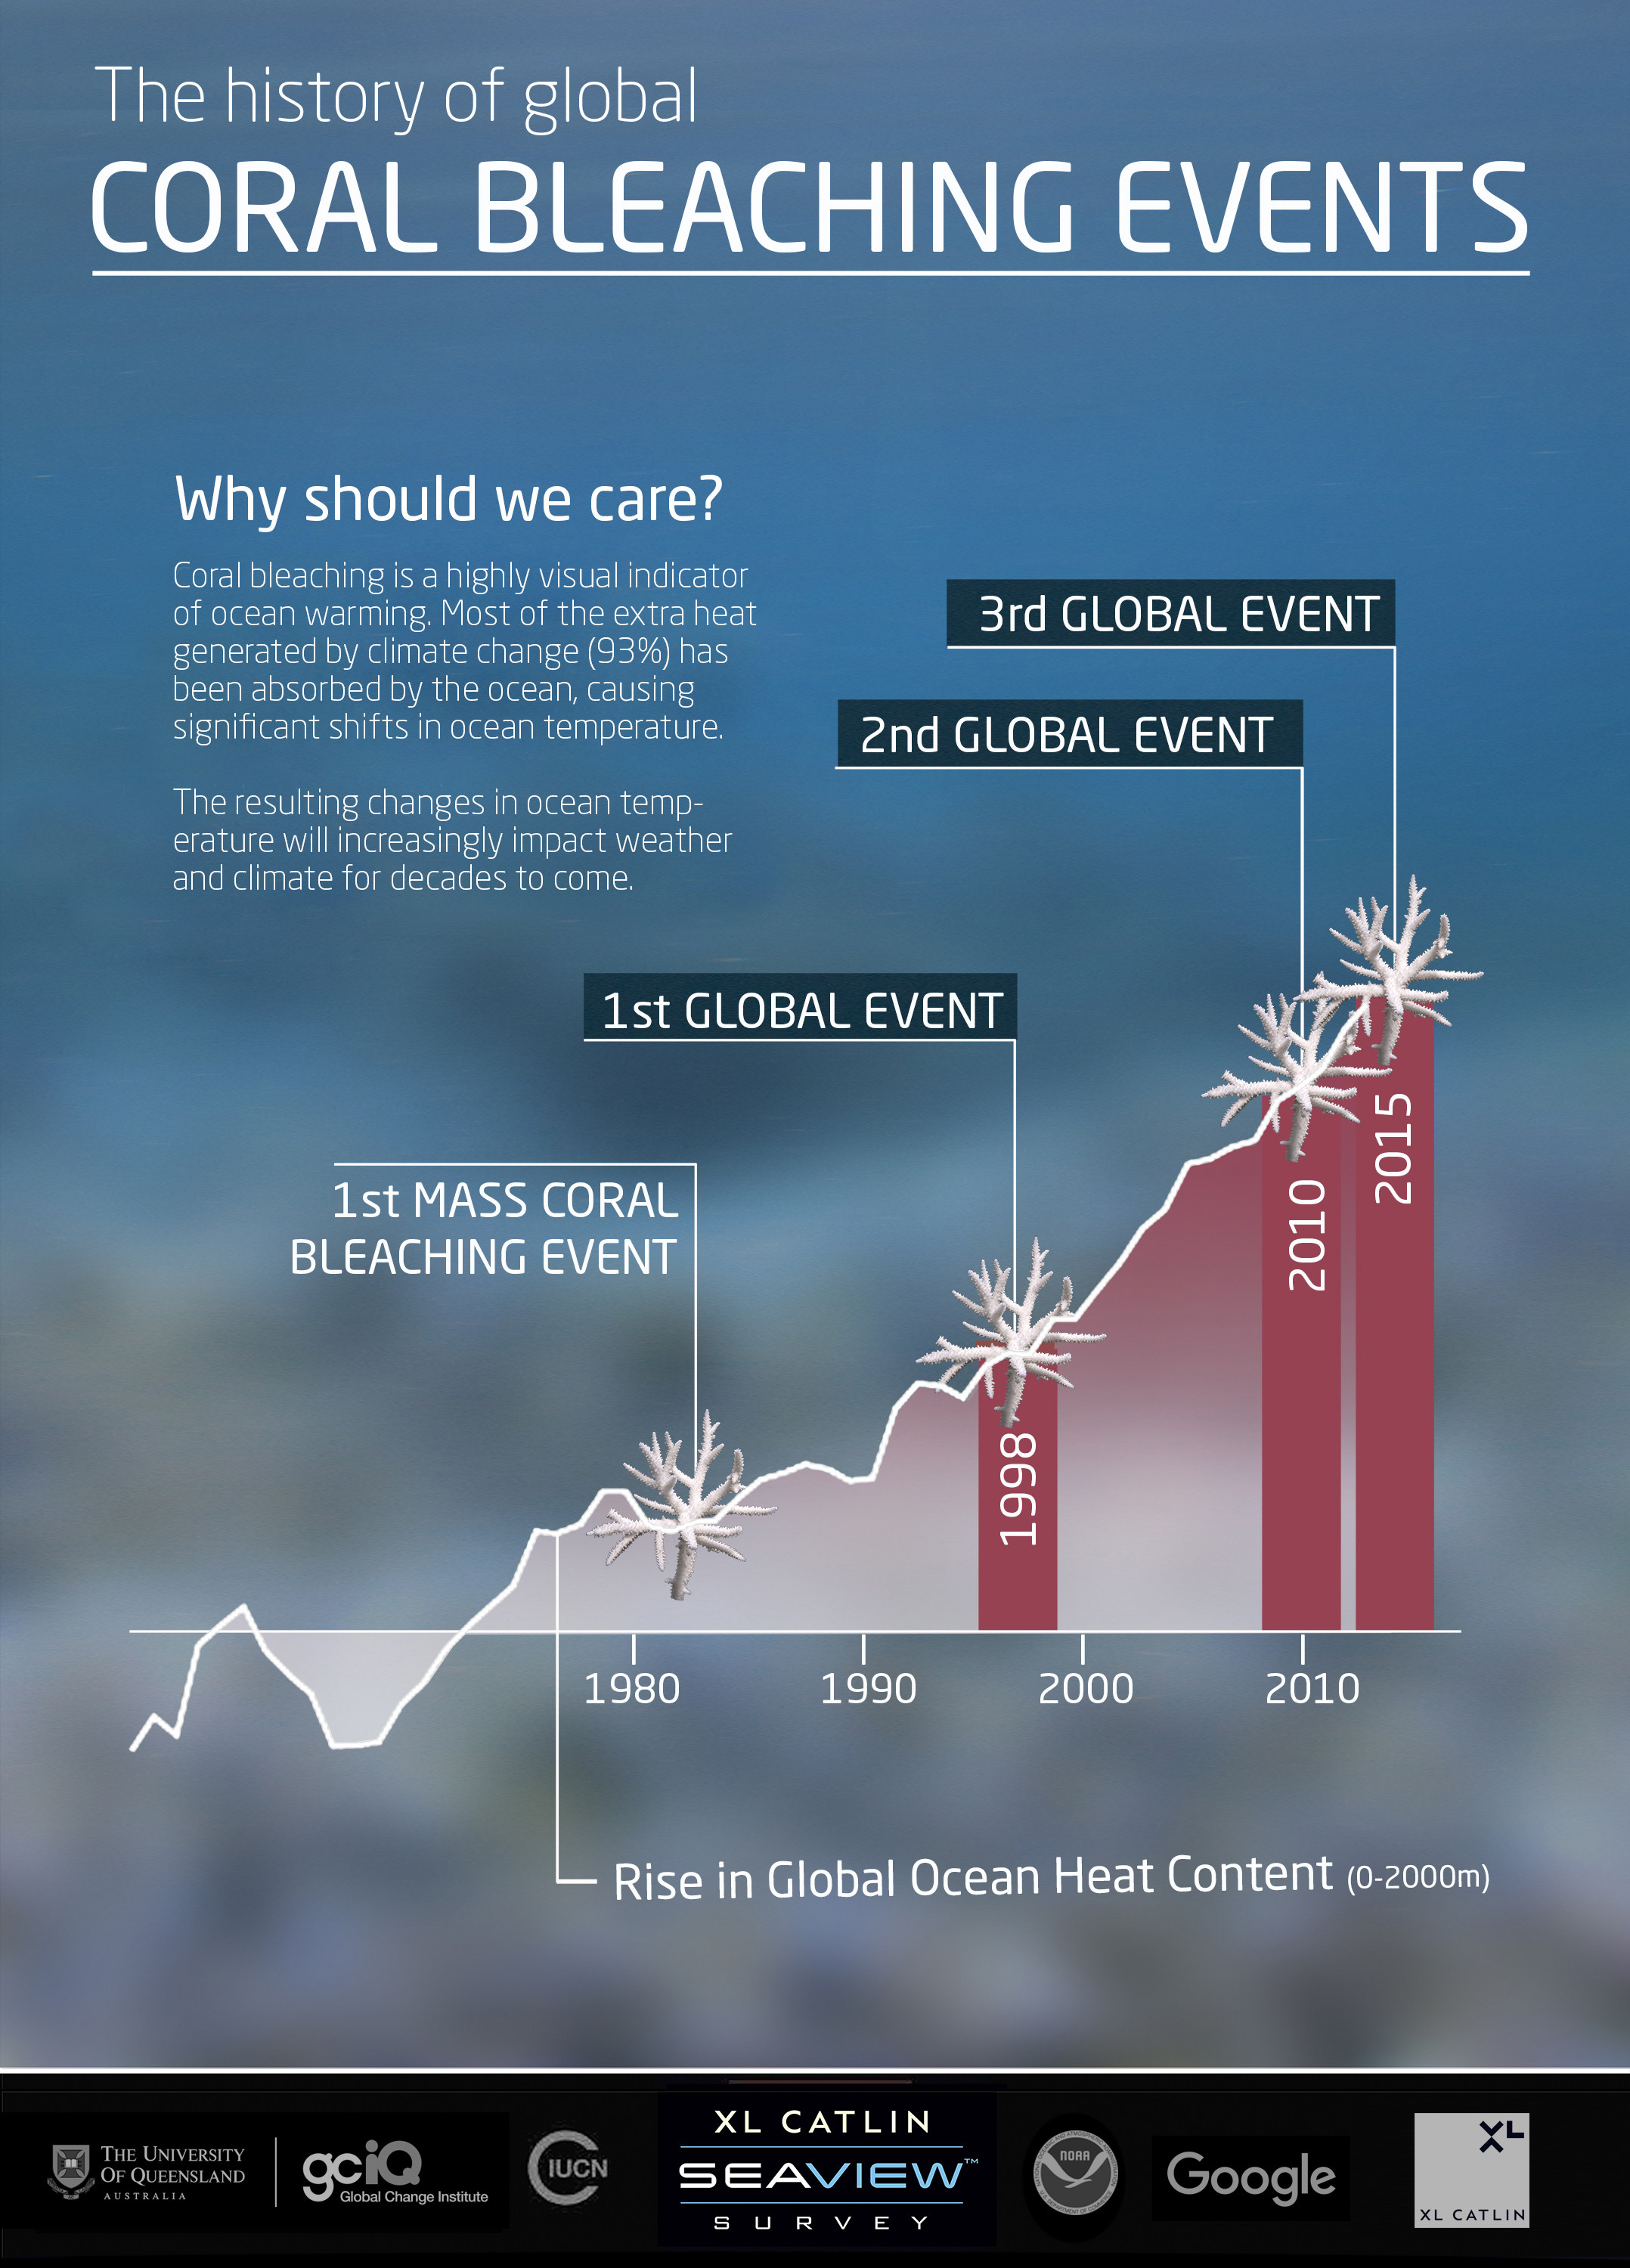 The history of global
CORAL BLEACHING EVENTS
Why should we care?
Coral bleaching is a highly visual indicator
of ocean warming. Most of the extra heat
generated by climate change (93%) has
been absorbed by the ocean, causing
significant shifts in ocean temperature.
The resulting changes in ocean temp-
erature will increasingly impact weather
and climate for decades to come.
3rd GLOBAL EVENT
2nd GLOBAL EVENT
1st GLOBAL EVENT
1st MASS CORAL
BLEACHING EVENT
2015
2010
1998
1980 1990 2000 2010
Rise in Global Ocean Heat Content (0-2000m)
THE UNIVERSITY
OF QUEENSLAND
AUSTRALIA
gciQ
Global Change Institute
IUCN
XL CATLIN
SEAVIEW™
SURVEY
NOAA
Google
XL
XL CATLIN